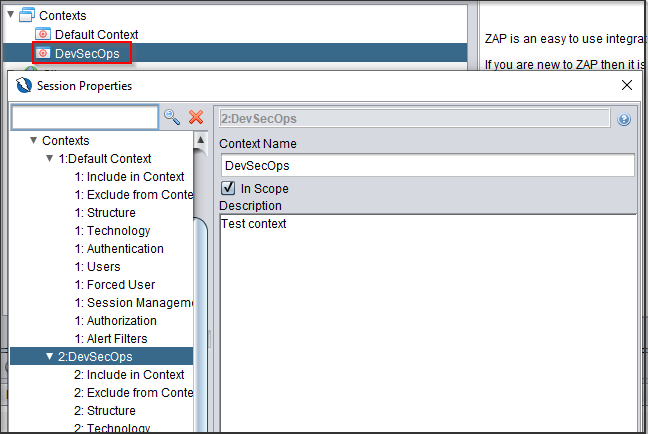 Contexts
Default Context
DevSecOps
ZAP is an easy to use integra
If you are new to ZAP then it is
Session Properties
Contexts
1:Default Context
1: Include in Context
1: Exclude from Conte
1: Structure
1: Technology
1: Authentication
1: Users
1: Forced User
1: Session Manageme
1: Authorization
1: Alert Filters
2:DevSecOps
2: Include in Context
2: Exclude from Conte
2: Structure
2: Technology
2:DevSecOps
Context Name
DevSecOps
In Scope
Description
Test context